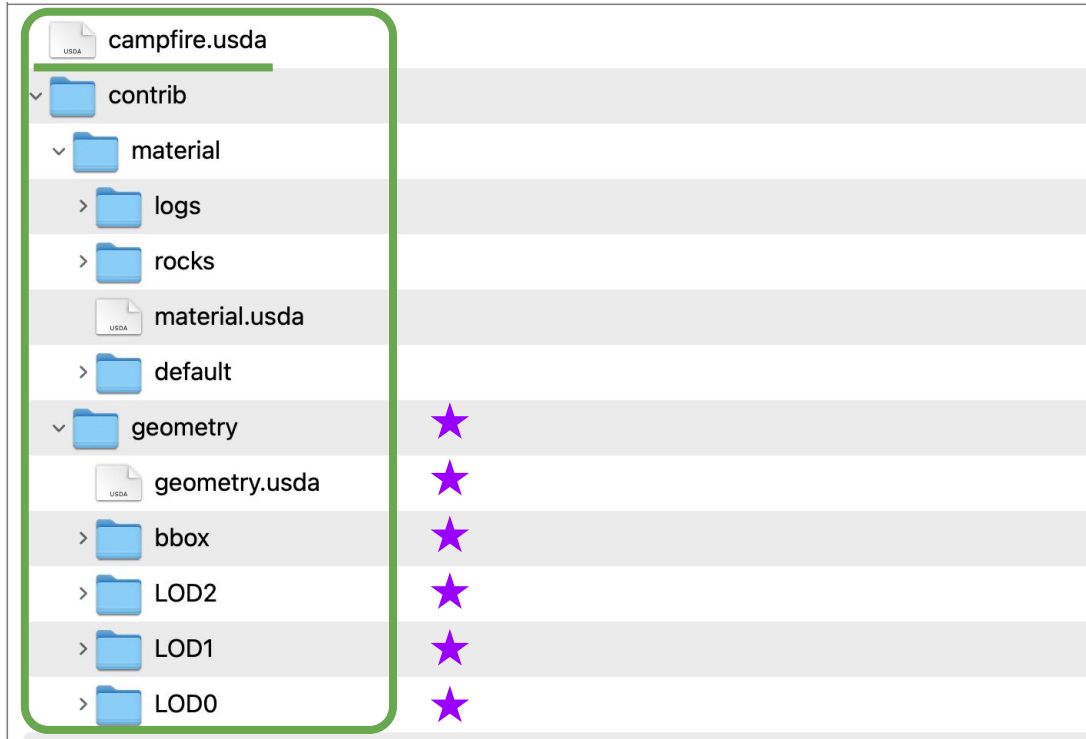 USDA campfire.usda
contrib
material
logs
rocks
USDA material.usda
default
geometry
USDA geometry.usda
bbox
LOD2
LOD1
LOD0